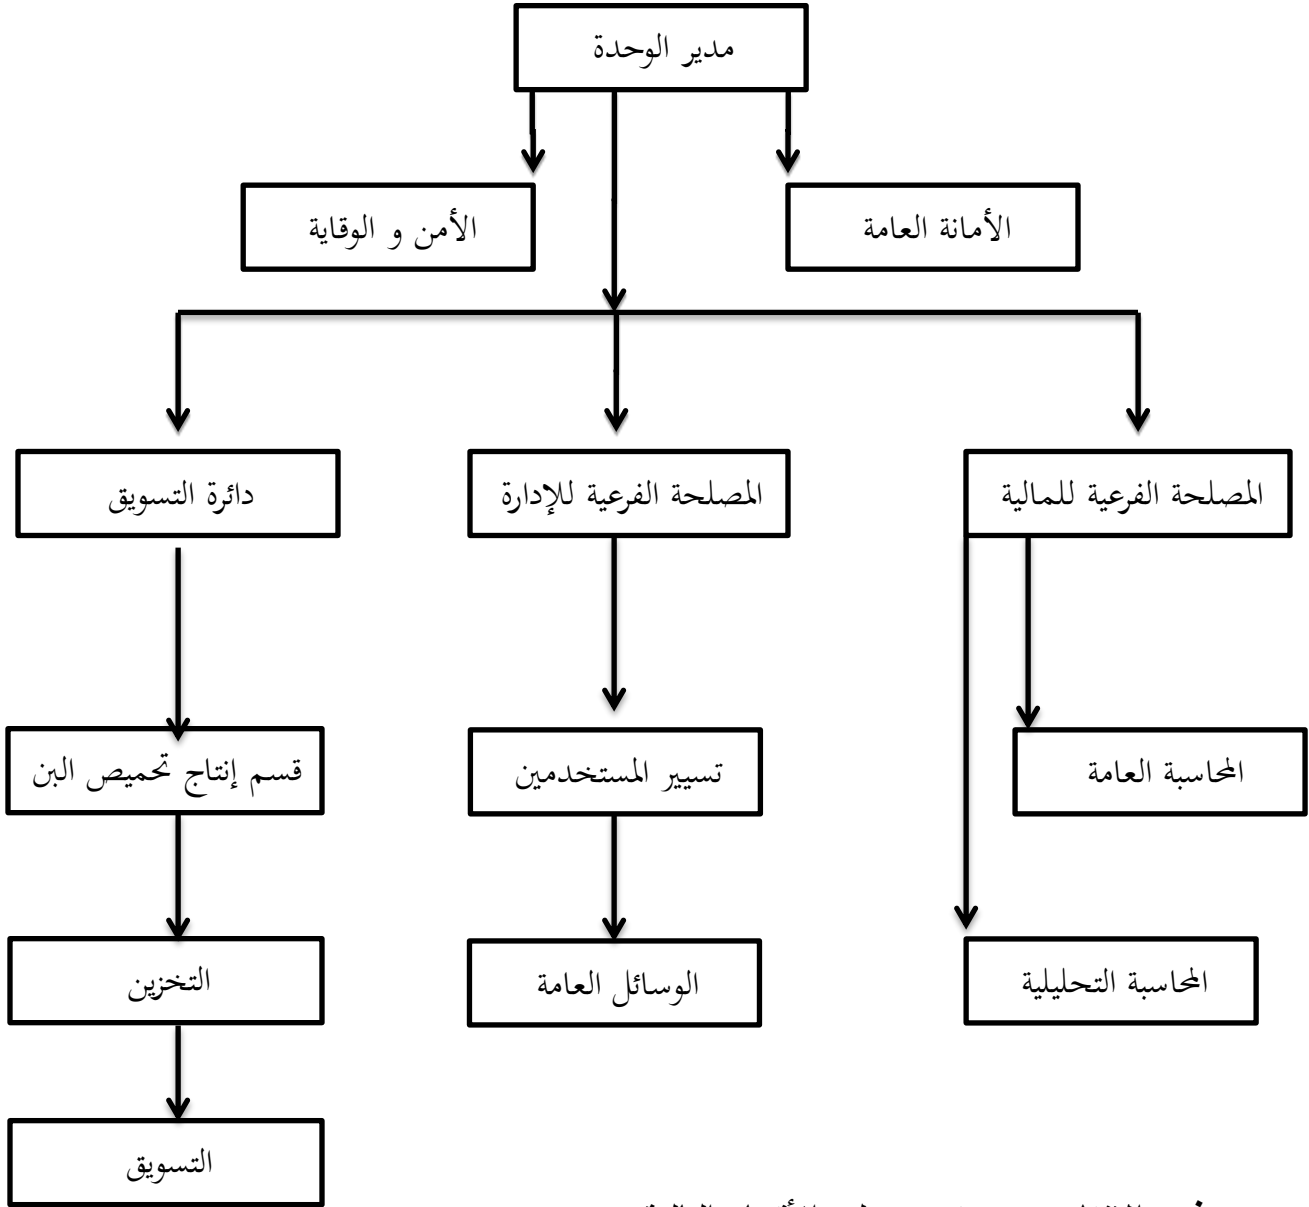 مدير الوحدة
الأمانة العامة
الأمن و الوقاية
المصلحة الفرعية للمالية
المصلحة الفرعية للإدارة
دائرة التسويق
المحاسبة العامة
تسيير المستخدمين
قسم إنتاج تحميص البن
المحاسبة التحليلية
الوسائل العامة
التخزين
التسويق